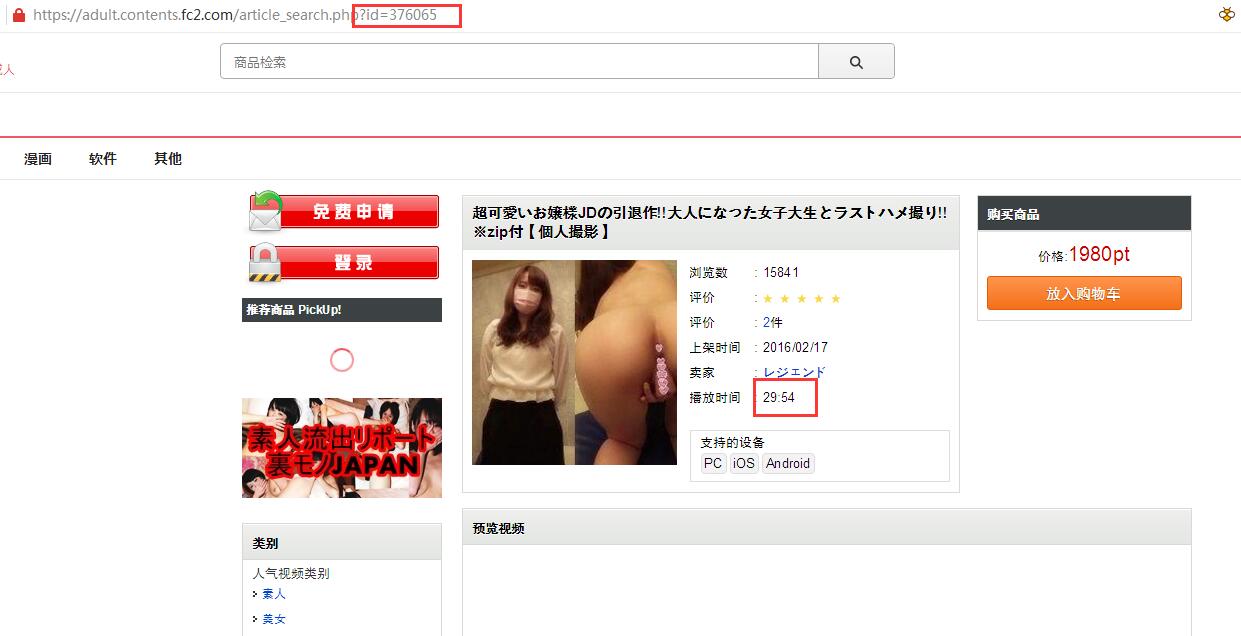 https://adult.contents.fc2.com/article_search.php?id=376065
商品检索
成人
漫画
软件
其他
免费申请
登录
推荐商品 PickUp!
素人流出リポート
裏モノJAPAN
类别
人气视频类别
素人
美女
超可愛いお嬢様JDの引退作!!大人になった女子大生とラストハメ撮り!!
※zip付【個人撮影】
浏览数 : 15841
评价 : ★ ★ ★ ★ ★
评价 : 2件
上架时间 : 2016/02/17
卖家 : レジェンド
播放时间 : 29:54
支持的设备
PC iOS Android
预览视频
购买商品
价格:1980pt
放入购物车